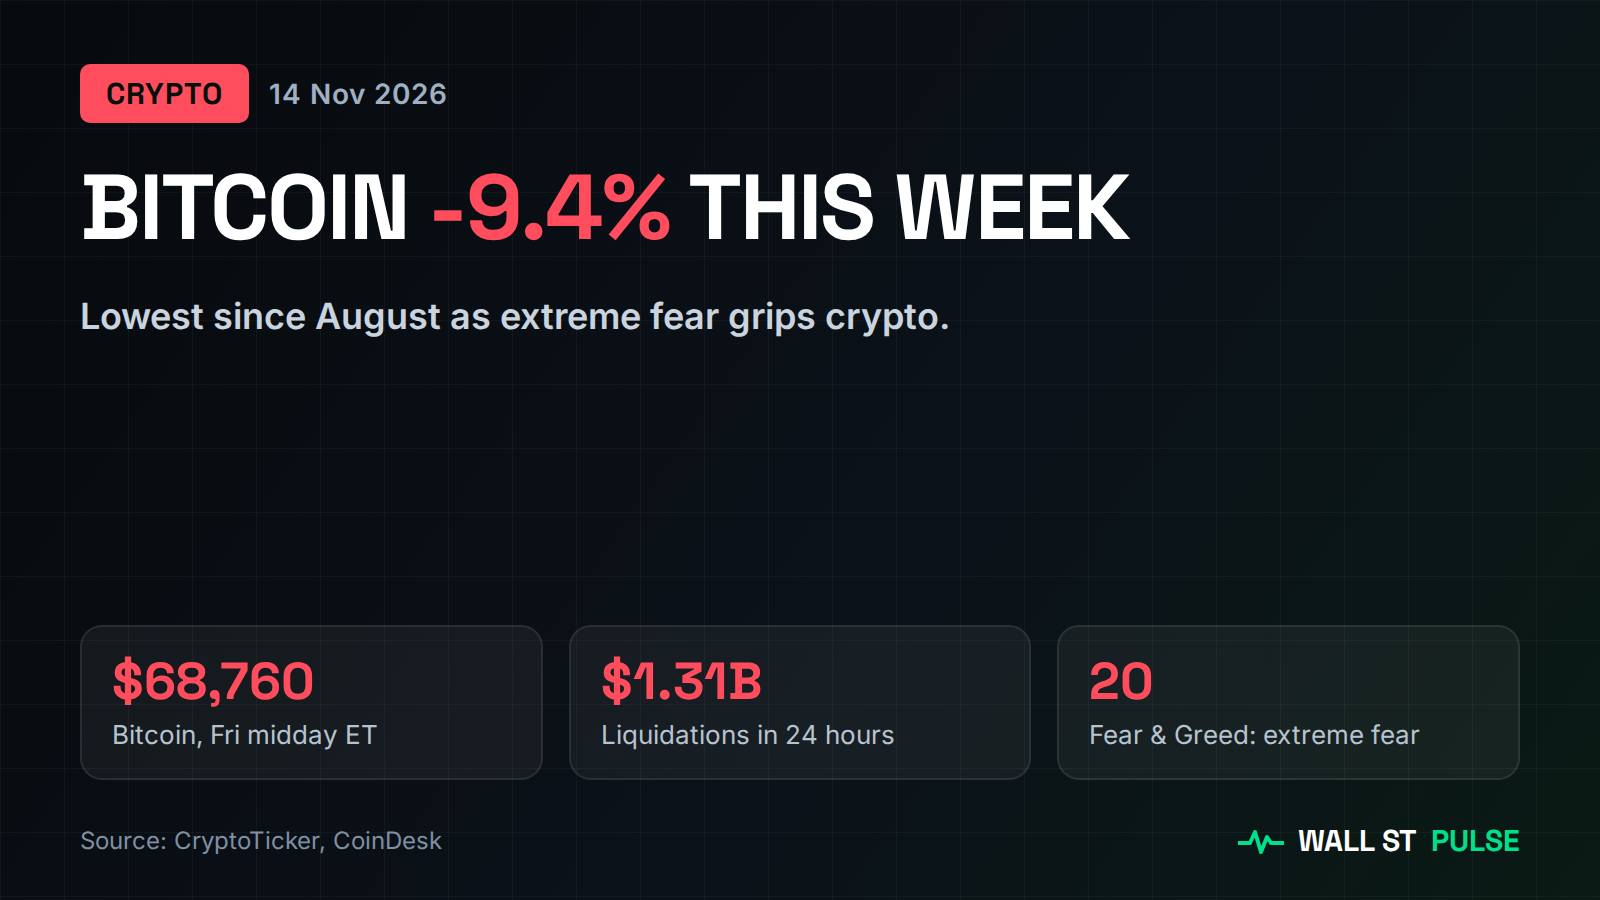 CRYPTO 14 Nov 2026
BITCOIN -9.4% THIS WEEK
Lowest since August as extreme fear grips crypto.
$68,760
Bitcoin, Fri midday ET
$1.31B
Liquidations in 24 hours
20
Fear & Greed: extreme fear
Source: CryptoTicker, CoinDesk
WALL ST PULSE